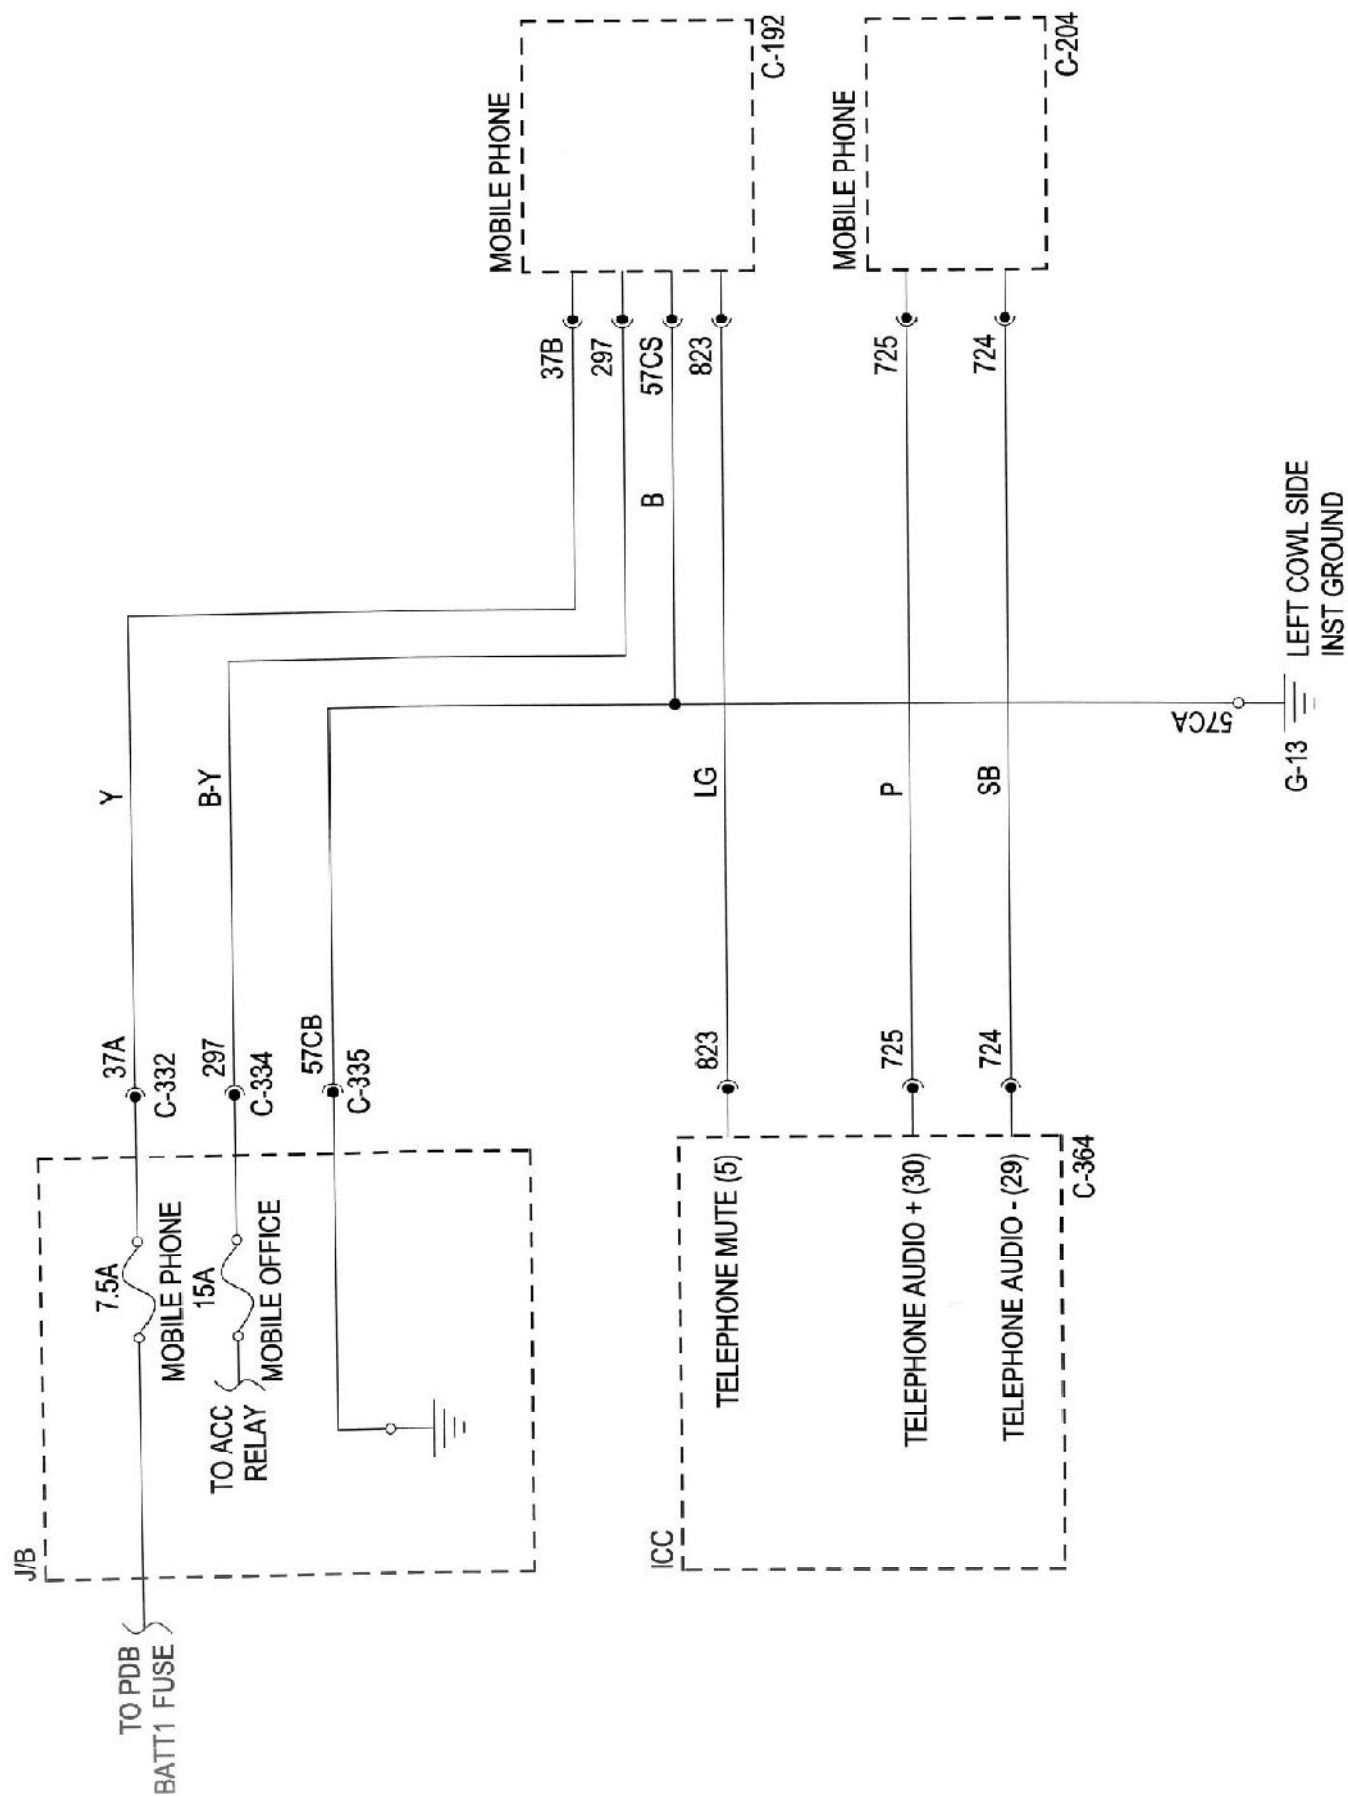 TO PDB
BATT1 FUSE
J/B
7.5A
MOBILE PHONE
15A
MOBILE OFFICE
TO ACC
RELAY
37A
C-332
297
C-334
57CB
C-335
Y
B-Y
MOBILE PHONE
37B
297
57CS
823
C-192
B
ICC
TELEPHONE MUTE (5)
TELEPHONE AUDIO + (30)
TELEPHONE AUDIO - (29)
C-364
823
725
724
LG
P
SB
MOBILE PHONE
725
724
C-204
57CA
G-13
LEFT COWL SIDE
INST GROUND